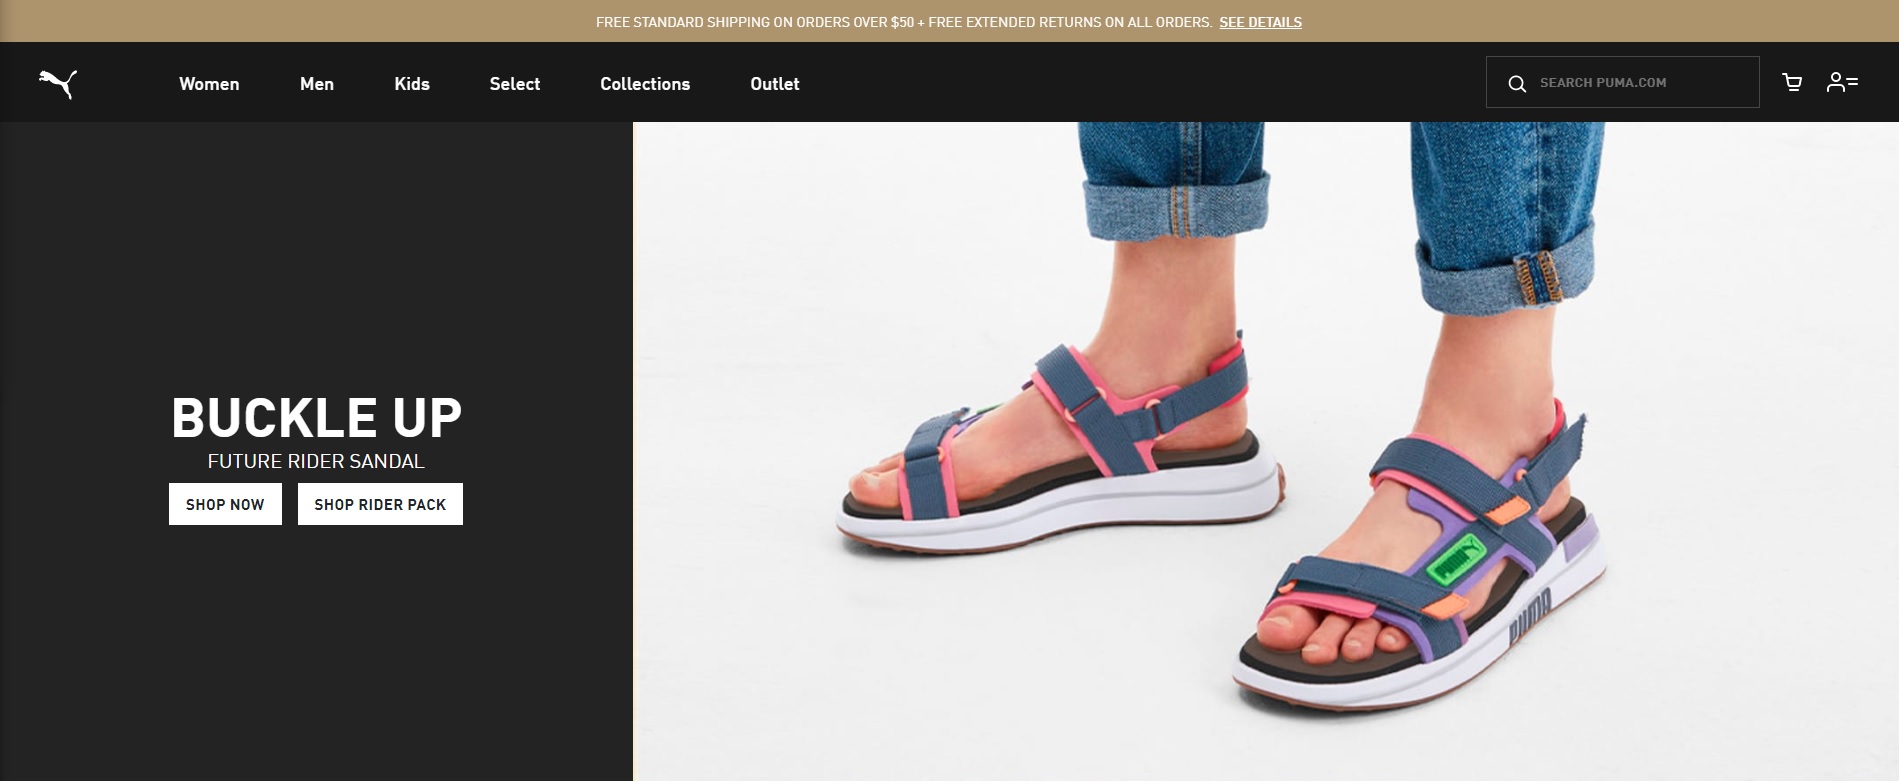 FREE STANDARD SHIPPING ON ORDERS OVER $50 + FREE EXTENDED RETURNS ON ALL ORDERS. SEE DETAILS
Women Men Kids Select Collections Outlet SEARCH PUMA.COM
BUCKLE UP
FUTURE RIDER SANDAL
SHOP NOW SHOP RIDER PACK
PUMA
PUMA